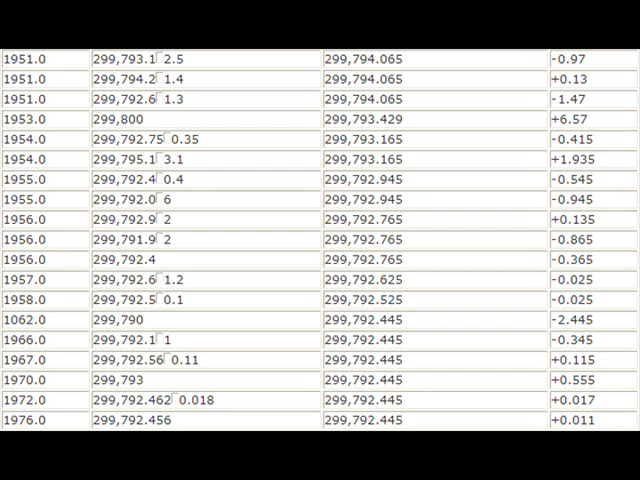 1951.0 299,793.1 2.5 299,794.065 -0.97
1951.0 299,794.2 1.4 299,794.065 +0.13
1951.0 299,792.6 1.3 299,794.065 -1.47
1953.0 299,800 299,793.429 +6.57
1954.0 299,792.75 0.35 299,793.165 -0.415
1954.0 299,795.1 3.1 299,793.165 +1.935
1955.0 299,792.4 0.4 299,792.945 -0.545
1955.0 299,792.0 6 299,792.945 -0.945
1956.0 299,792.9 2 299,792.765 +0.135
1956.0 299,791.9 2 299,792.765 -0.865
1956.0 299,792.4 299,792.765 -0.365
1957.0 299,792.6 1.2 299,792.625 -0.025
1958.0 299,792.5 0.1 299,792.525 -0.025
1062.0 299,790 299,792.445 -2.445
1966.0 299,792.1 1 299,792.445 -0.345
1967.0 299,792.56 0.11 299,792.445 +0.115
1970.0 299,793 299,792.445 +0.555
1972.0 299,792.462 0.018 299,792.445 +0.017
1976.0 299,792.456 299,792.445 +0.011